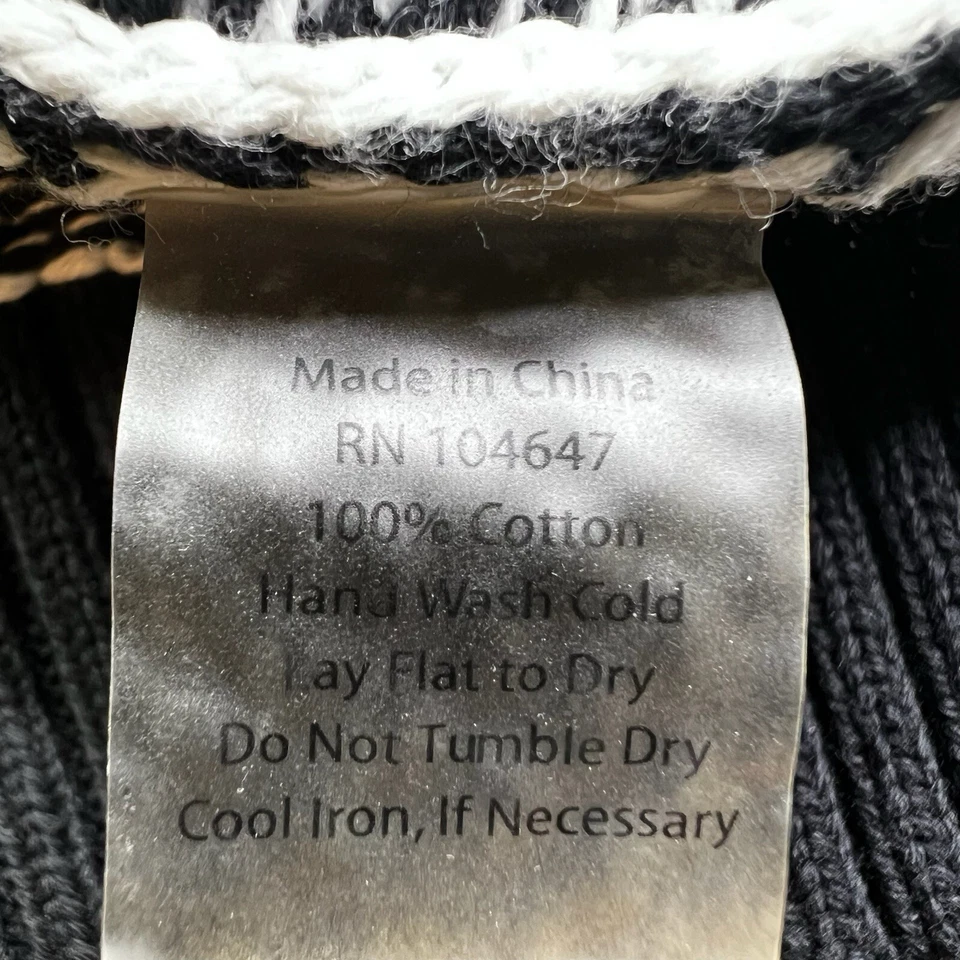 Made in China
RN 104647
100% Cotton
Hand Wash Cold
Lay Flat to Dry
Do Not Tumble Dry
Cool Iron, If Necessary